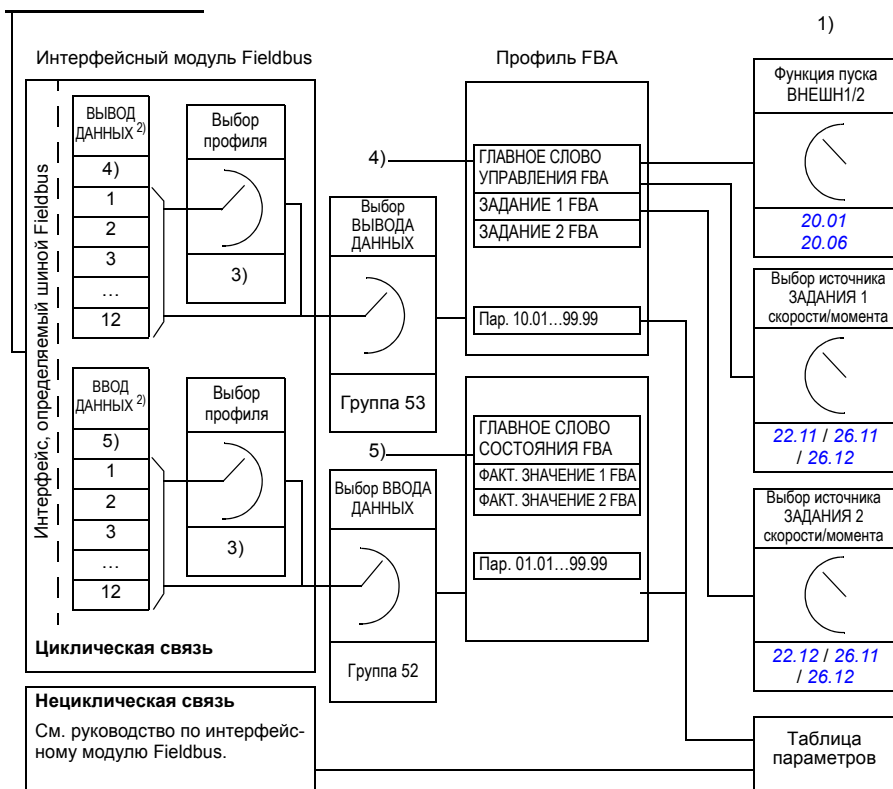 1)
Интерфейсный модуль Fieldbus
Профиль FBA
Интерфейс, определяемый шиной Fieldbus
ВЫВОД
ДАННЫХ 2)
4)
1
2
3
…
12
Выбор
профиля
3)
ВВОД
ДАННЫХ 2)
5)
1
2
3
…
12
Выбор
профиля
3)
Циклическая связь
Выбор
ВЫВОДА
ДАННЫХ
Группа 53
Выбор ВВОДА
ДАННЫХ
Группа 52
4)
ГЛАВНОЕ СЛОВО
УПРАВЛЕНИЯ FBA
ЗАДАНИЕ 1 FBA
ЗАДАНИЕ 2 FBA
Пар. 10.01…99.99
5)
ГЛАВНОЕ СЛОВО
СОСТОЯНИЯ FBA
ФАКТ. ЗНАЧЕНИЕ 1 FBA
ФАКТ. ЗНАЧЕНИЕ 2 FBA
Пар. 01.01…99.99
Функция пуска
ВНЕШН1/2
20.01
20.06
Выбор источника
ЗАДАНИЯ 1
скорости/момента
22.11 / 26.11
/ 26.12
Выбор источника
ЗАДАНИЯ 2
скорости/момента
22.12 / 26.11
/ 26.12
Нециклическая связь
См. руководство по интерфейс-
ному модулю Fieldbus.
Таблица
параметров